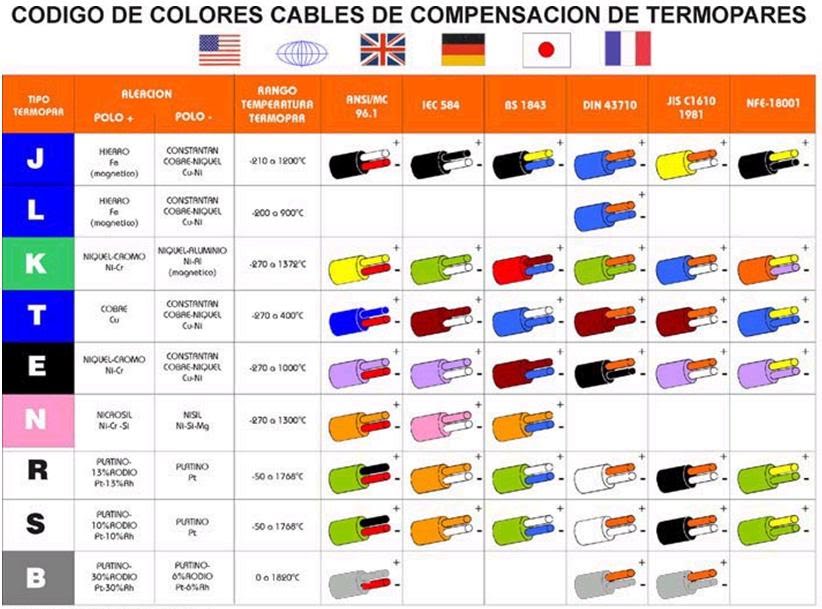 CODIGO DE COLORES CABLES DE COMPENSACION DE TERMOPARES
TIPO TERMOPAR
ALEACION
POLO +
POLO -
RANGO TEMPERATURA TERMOPAR
ANSI/MC 96.1
IEC 584
BS 1843
DIN 43710
JIS C1610 1981
NFE-18001
J
HIERRO
Fe
(magnetico)
CONSTANTAN
COBRE-NIQUEL
Cu-Ni
-210 a 1200°C
+ -
+ -
+ -
+ -
+ -
+ -
L
HIERRO
Fe
(magnetico)
CONSTANTAN
COBRE-NIQUEL
Cu-Ni
-200 a 900°C
+ -
K
NIQUEL-CROMO
Ni-Cr
NIQUEL-ALUMINIO
Ni-Al
(magnetico)
-270 a 1372°C
+ -
+ -
+ -
+ -
+ -
+ -
T
COBRE
Cu
CONSTANTAN
COBRE-NIQUEL
Cu-Ni
-270 a 400°C
+ -
+ -
+ -
+ -
+ -
+ -
E
NIQUEL-CROMO
Ni-Cr
CONSTANTAN
COBRE-NIQUEL
Cu-Ni
-270 a 1000°C
+ -
+ -
+ -
+ -
+ -
+ -
N
NICROSIL
Ni-Cr -Si
NISIL
Ni-Si-Mg
-270 a 1300°C
+ -
+ -
+ -
R
PLATINO-
13%RODIO
Pt-13%Rh
PLATINO
Pt
-50 a 1768°C
+ -
+ -
+ -
+ -
+ -
+ -
S
PLATINO-
10%RODIO
Pt-10%Rh
PLATINO
Pt
-50 a 1768°C
+ -
+ -
+ -
+ -
+ -
+ -
B
PLATINO-
30%RODIO
Pt-30%Rh
PLATINO-
6%RODIO
Pt-6%Rh
0 a 1820°C
+ -
+ -
+ -